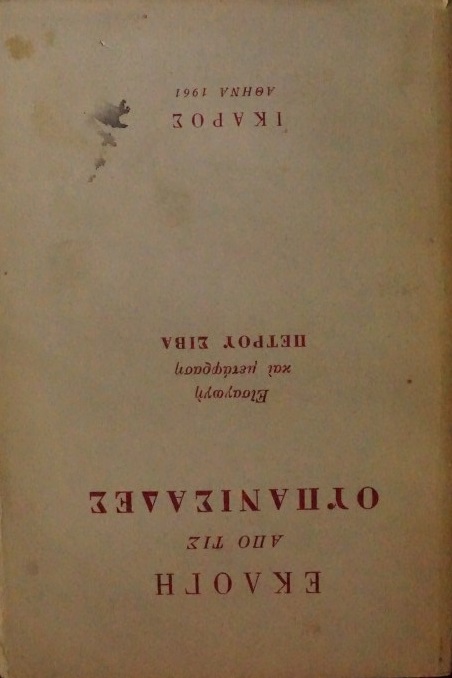 ΕΚΛΟΓΗ
ΑΠΟ ΤΙΣ
ΟΥΠΑΝΙΣΑΔΕΣ
Εἰσαγωγὴ
καὶ μετάφραση
ΠΕΤΡΟΥ ΣΙΒΑ
ΙΚΑΡΟΣ
ΑΘΗΝΑ 1961